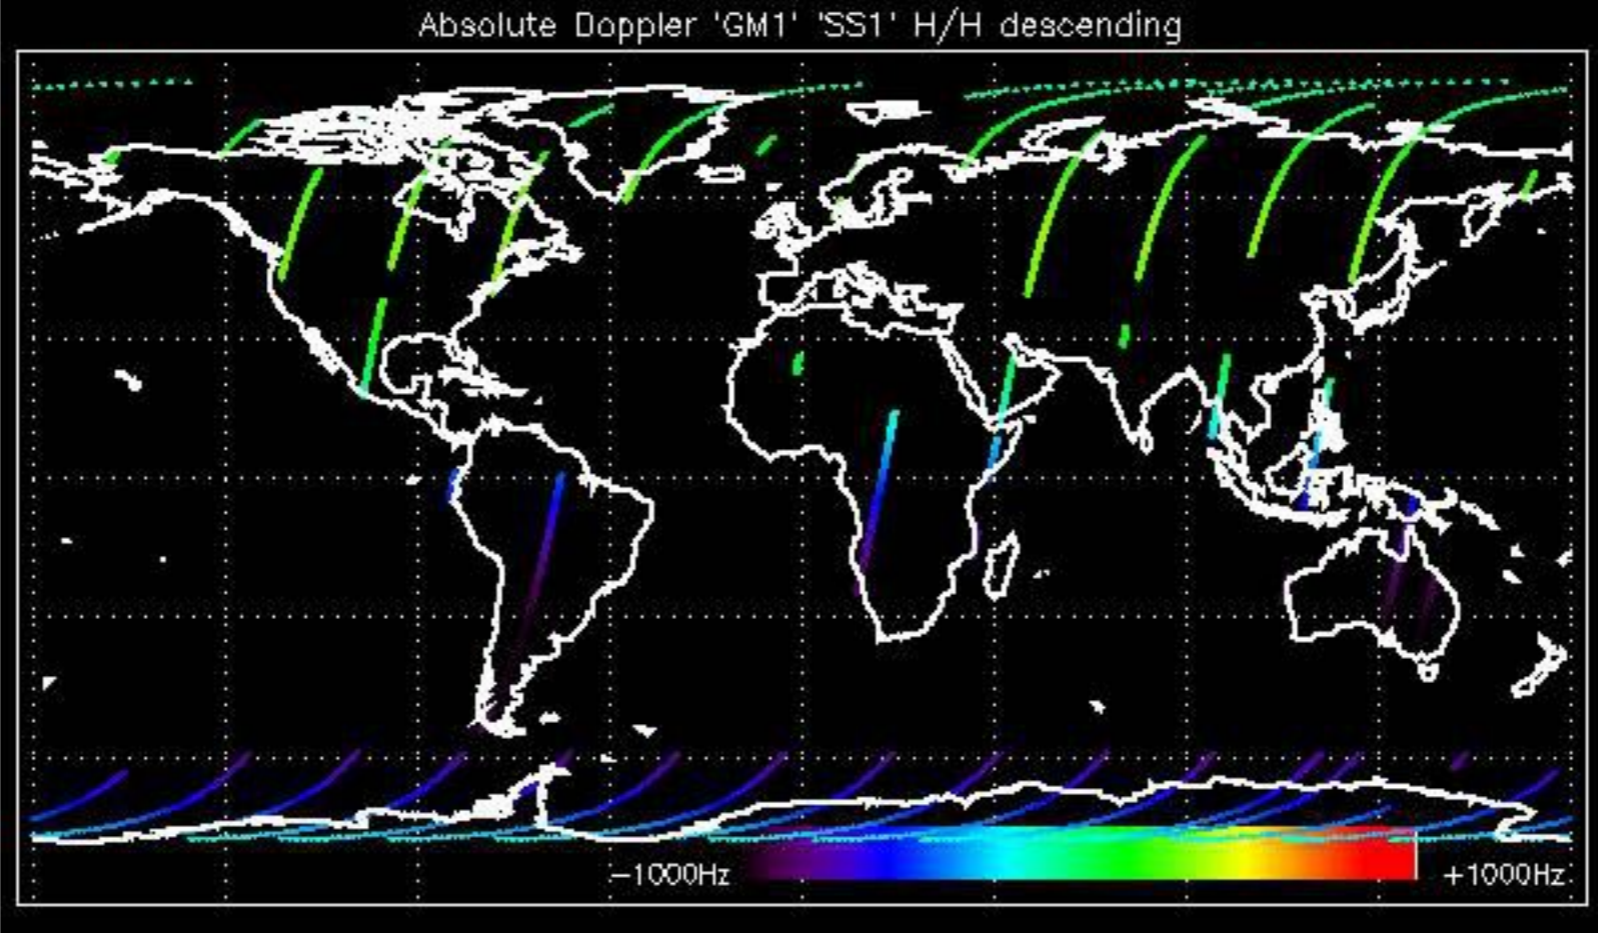 Absolute Doppler 'GM1' 'SS1' H/H descending
−1000Hz +1000Hz